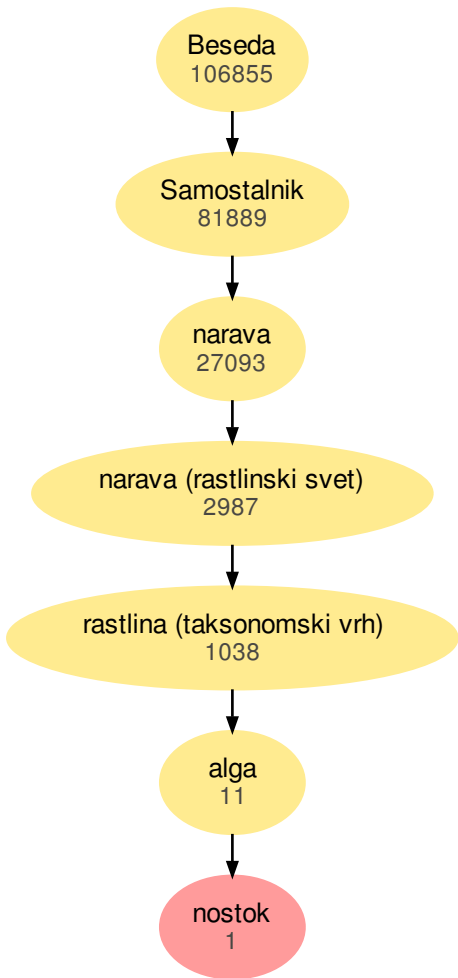 Beseda
106855
Samostalnik
81889
narava
27093
narava (rastlinski svet)
2987
rastlina (taksonomski vrh)
1038
alga
11
nostok
1